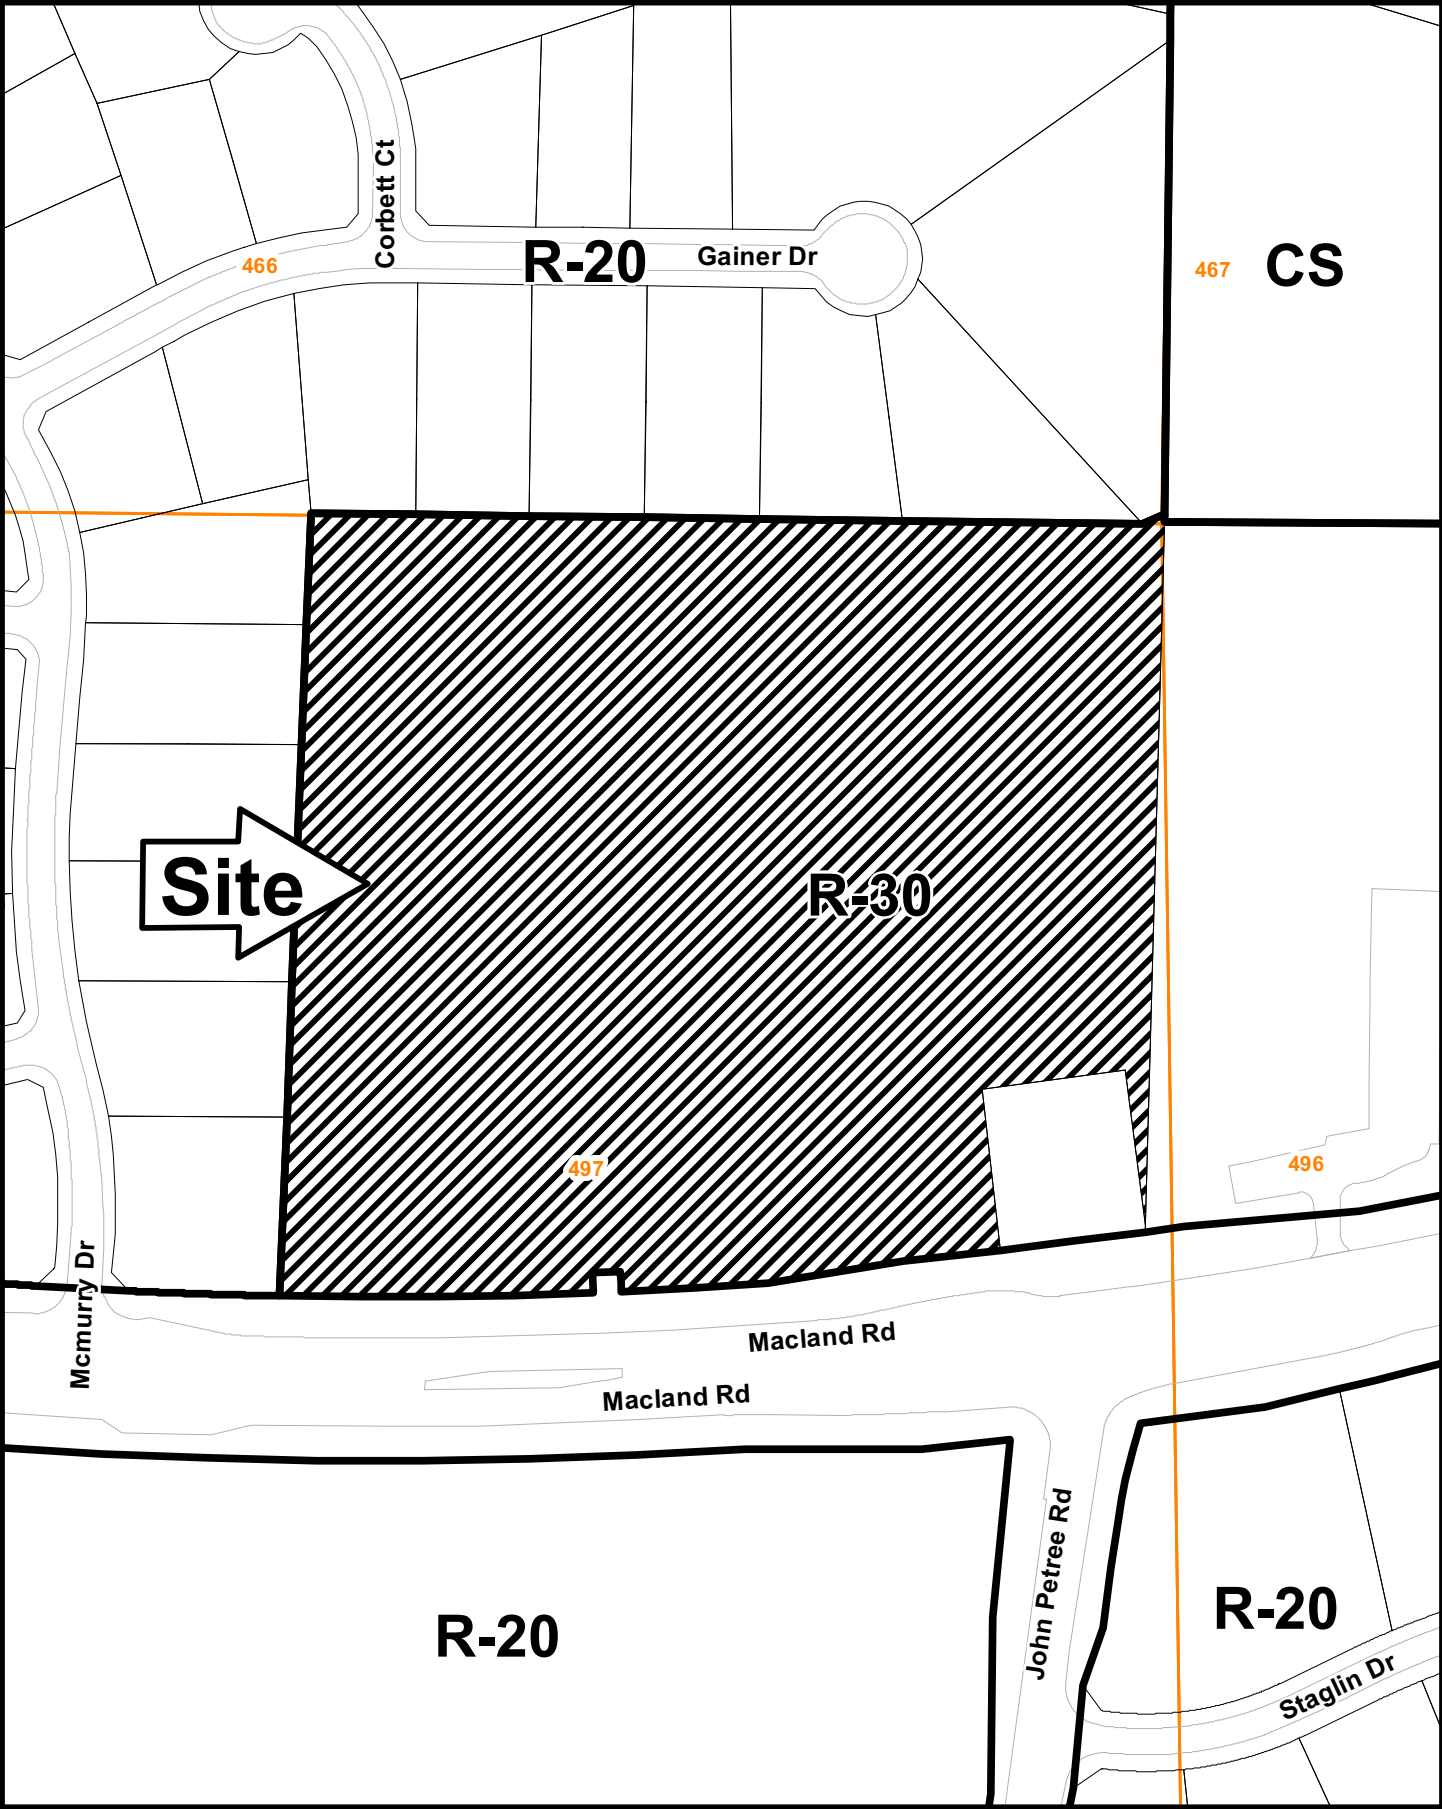 Corbett Ct
466
R-20
Gainer Dr
467
CS
Site
R-30
497
496
Mcmurry Dr
Macland Rd
Macland Rd
John Petree Rd
R-20
R-20
Staglin Dr